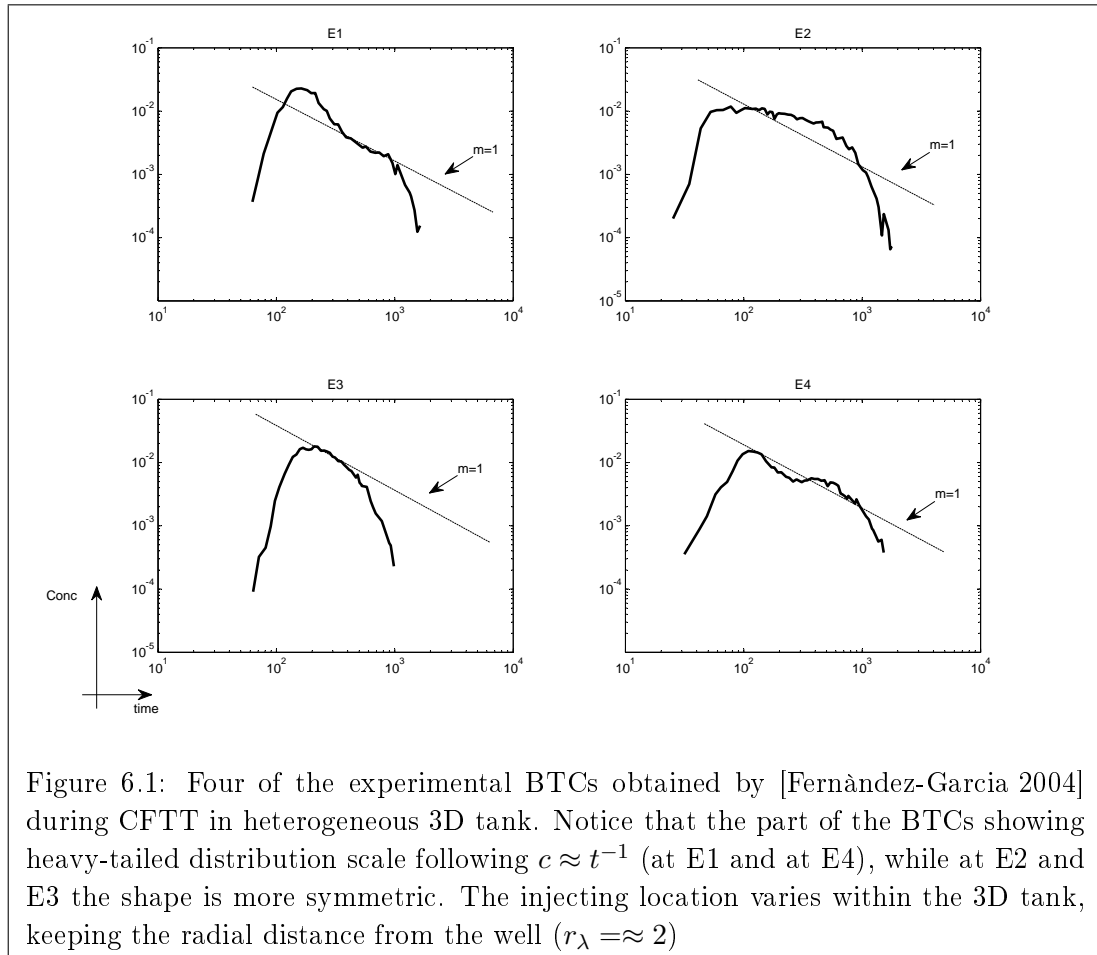 E1
10^-1
10^-2
10^-3
10^-4
10^-5
10^1 10^2 10^3 10^4
m=1
E2
10^-1
10^-2
10^-3
10^-4
10^-5
10^1 10^2 10^3 10^4
m=1
E3
10^-1
10^-2
10^-3
10^-4
10^-5
10^1 10^2 10^3 10^4
m=1
E4
10^-1
10^-2
10^-3
10^-4
10^-5
10^1 10^2 10^3 10^4
m=1
Conc
time
Figure 6.1: Four of the experimental BTCs obtained by [Fernàndez-Garcia 2004]
during CFTT in heterogeneous 3D tank. Notice that the part of the BTCs showing
heavy-tailed distribution scale following c ≈ t^−1 (at E1 and at E4), while at E2 and
E3 the shape is more symmetric. The injecting location varies within the 3D tank,
keeping the radial distance from the well (r_λ =≈ 2)